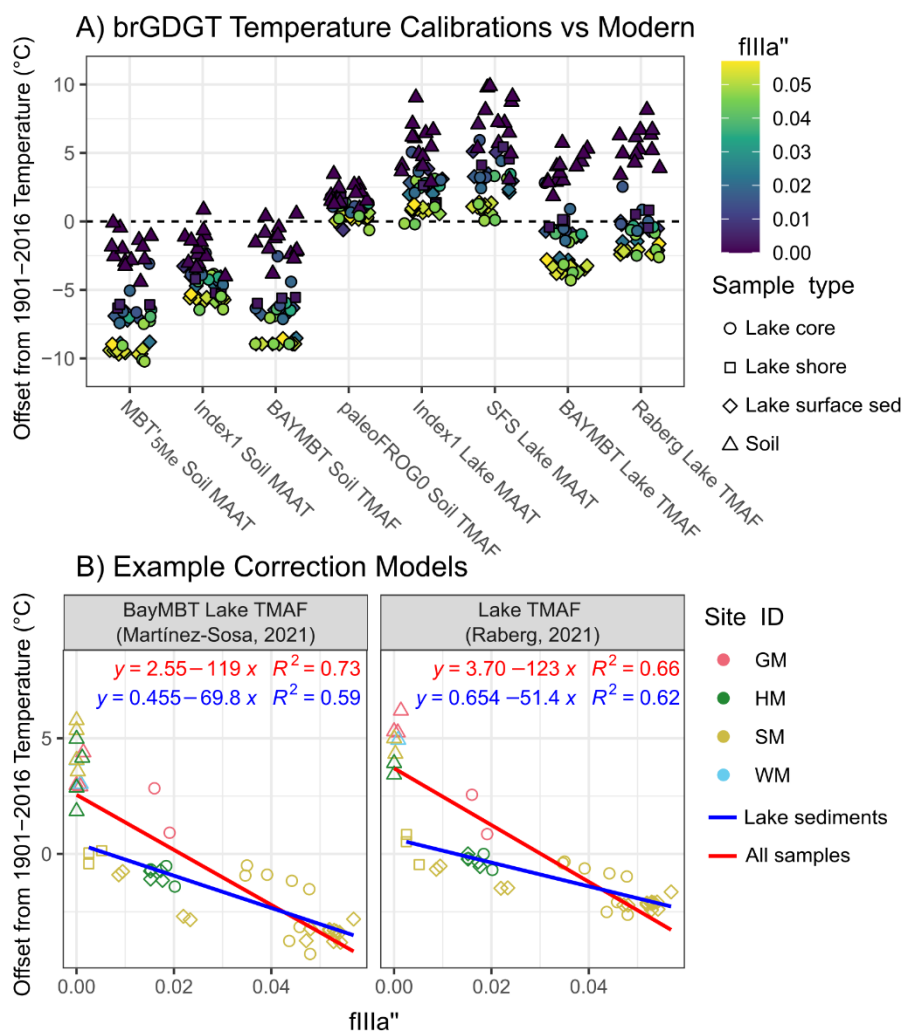 A) brGDGT Temperature Calibrations vs Modern
Offset from 1901−2016 Temperature (°C)
10
5
0
−5
−10
MBT'5Me Soil MAAT
Index1 Soil MAAT
BAYMBT Soil TMAF
paleoFROG0 Soil TMAF
Index1 Lake MAAT
SFS Lake MAAT
BAYMBT Lake TMAF
Raberg Lake TMAF
fIIIa"
0.05
0.04
0.03
0.02
0.01
0.00
Sample type
Lake core
Lake shore
Lake surface sed
Soil
B) Example Correction Models
Offset from 1901−2016 Temperature (°C)
BayMBT Lake TMAF
(Martínez-Sosa, 2021)
y = 2.55−119 x R² = 0.73
y = 0.455−69.8 x R² = 0.59
Lake TMAF
(Raberg, 2021)
y = 3.70 −123 x R² = 0.66
y = 0.654 −51.4 x R² = 0.62
5
0
0.00
0.02
0.04
0.00
0.02
0.04
fIIIa"
Site ID
GM
HM
SM
WM
Lake sediments
All samples